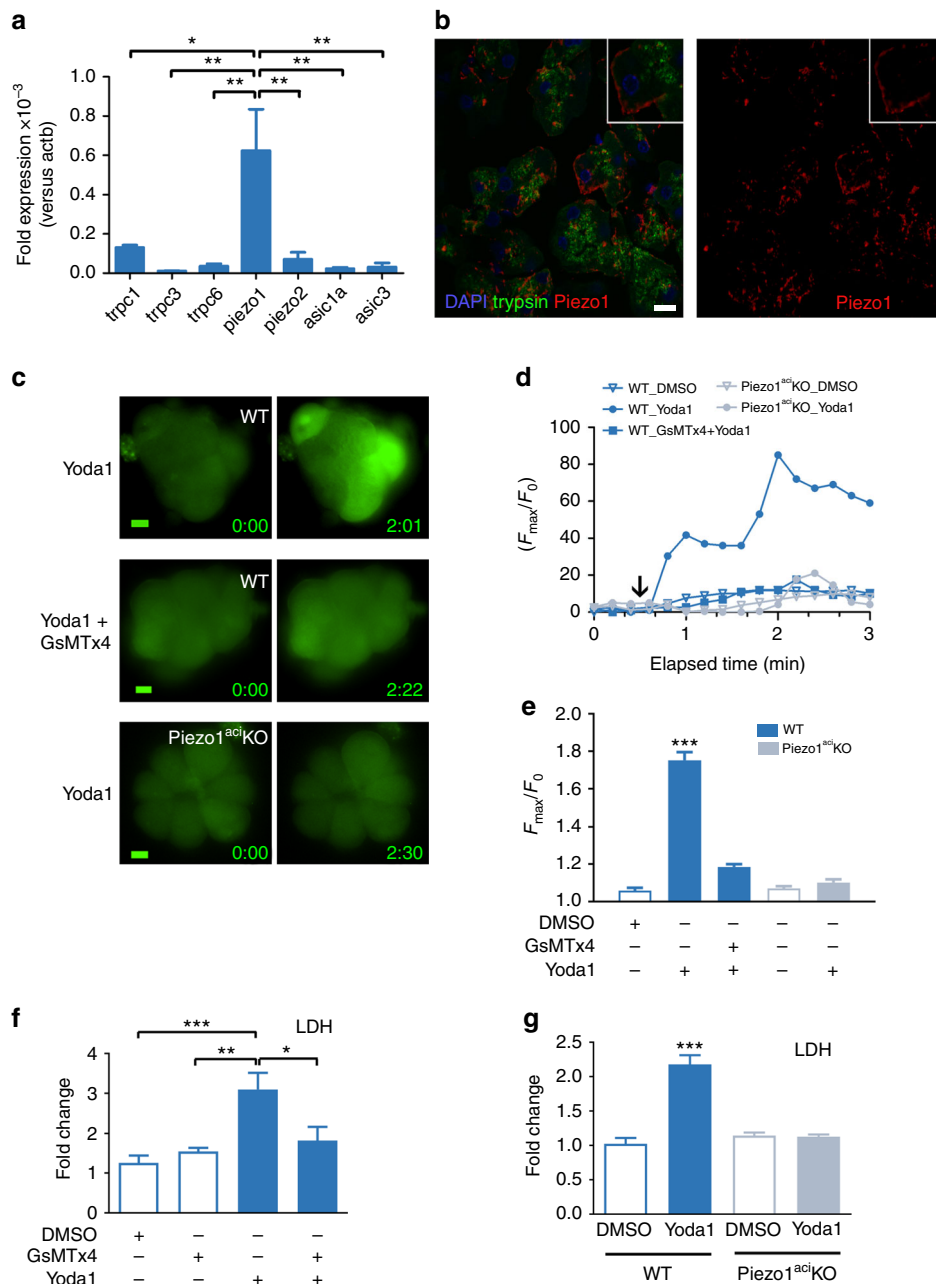 a
* **
** **
** **
Fold expression ×10⁻³
(versus actb)
1.0
0.8
0.6
0.4
0.2
0.0
trpc1 trpc3 trpc6 piezo1 piezo2 asic1a asic3
b
DAPI trypsin Piezo1
Piezo1
c
Yoda1
WT
0:00 2:01
Yoda1 +
GsMTx4
WT
0:00 2:22
Yoda1
Piezo1ᵃᶜⁱKO
0:00 2:30
d
WT_DMSO Piezo1ᵃᶜⁱKO_DMSO
WT_Yoda1 Piezo1ᵃᶜⁱKO_Yoda1
WT_GsMTx4+Yoda1
(Fmax/F0)
100
80
60
40
20
0
0 1 2 3
Elapsed time (min)
e
WT
Piezo1ᵃᶜⁱKO
***
Fmax/F0
2.0
1.8
1.6
1.4
1.2
1.0
DMSO + – – – –
GsMTx4 – – + – –
Yoda1 – + + – +
f
LDH
***
** *
Fold change
4
3
2
1
0
DMSO + – – –
GsMTx4 – + – +
Yoda1 – – + +
g
LDH
***
Fold change
2.5
2.0
1.5
1.0
0.5
0.0
DMSO Yoda1 DMSO Yoda1
WT Piezo1ᵃᶜⁱKO